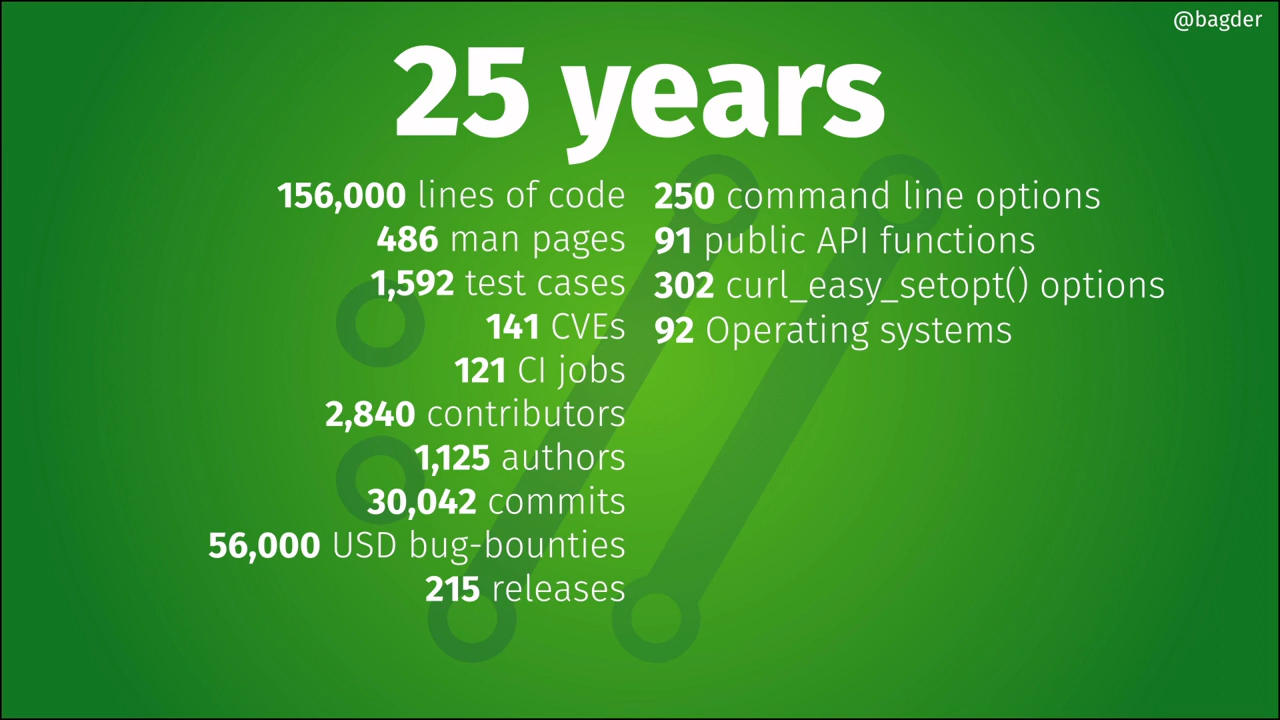 @bagder
25 years
156,000 lines of code
486 man pages
1,592 test cases
141 CVEs
121 CI jobs
2,840 contributors
1,125 authors
30,042 commits
56,000 USD bug-bounties
215 releases
250 command line options
91 public API functions
302 curl_easy_setopt() options
92 Operating systems